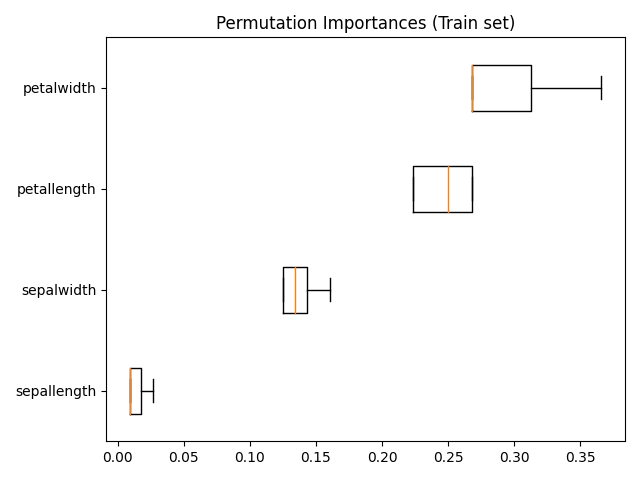 Permutation Importances (Train set)
petalwidth
petallength
sepalwidth
sepallength
0.00 0.05 0.10 0.15 0.20 0.25 0.30 0.35